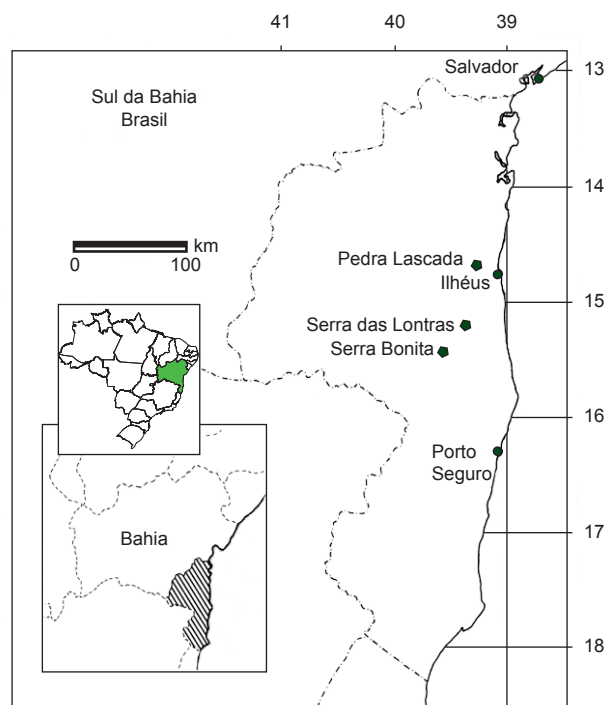 41 40 39
Salvador
13
Sul da Bahia
Brasil
14
km
0 100
Pedra Lascada
Ilhéus
15
Serra das Lontras
Serra Bonita
16
Porto
Seguro
17
Bahia
18